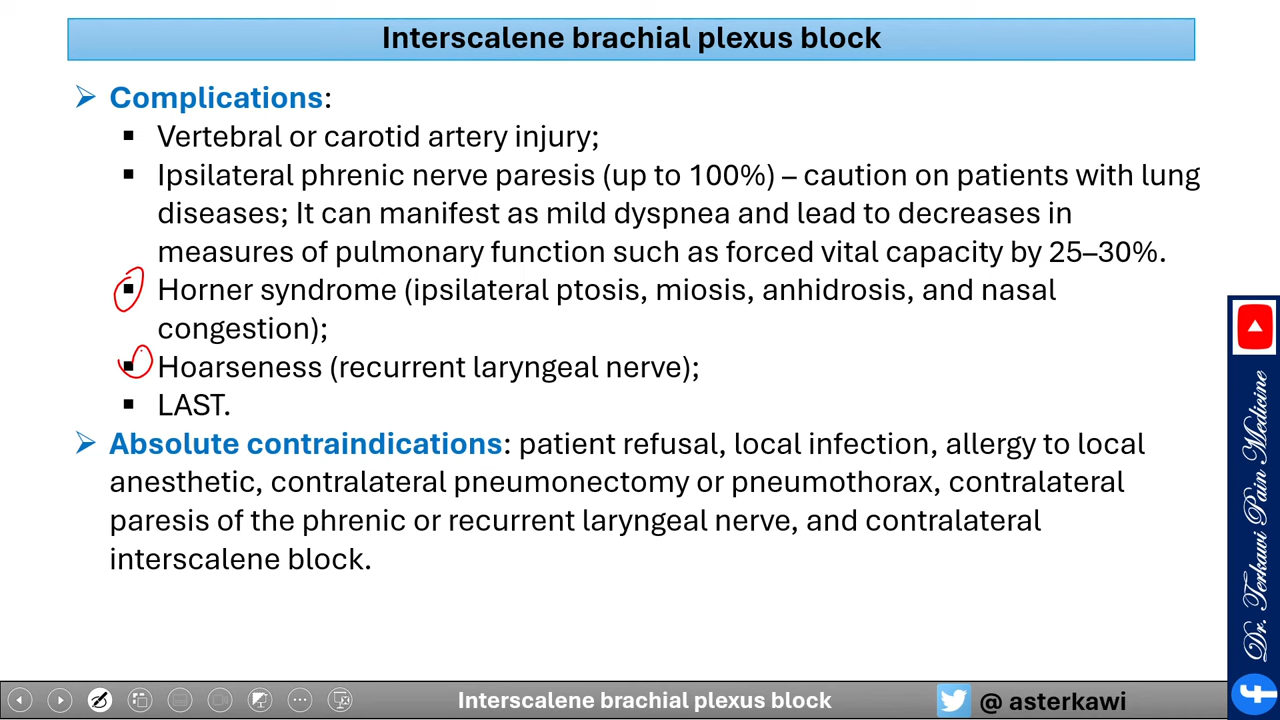 Interscalene brachial plexus block
➢ Complications:
▪ Vertebral or carotid artery injury;
▪ Ipsilateral phrenic nerve paresis (up to 100%) – caution on patients with lung
diseases; It can manifest as mild dyspnea and lead to decreases in
measures of pulmonary function such as forced vital capacity by 25–30%.
▪ Horner syndrome (ipsilateral ptosis, miosis, anhidrosis, and nasal
congestion);
▪ Hoarseness (recurrent laryngeal nerve);
▪ LAST.
➢ Absolute contraindications: patient refusal, local infection, allergy to local
anesthetic, contralateral pneumonectomy or pneumothorax, contralateral
paresis of the phrenic or recurrent laryngeal nerve, and contralateral
interscalene block.
Dr. Terkawi Pain Medicine
Interscalene brachial plexus block
@ asterkawi